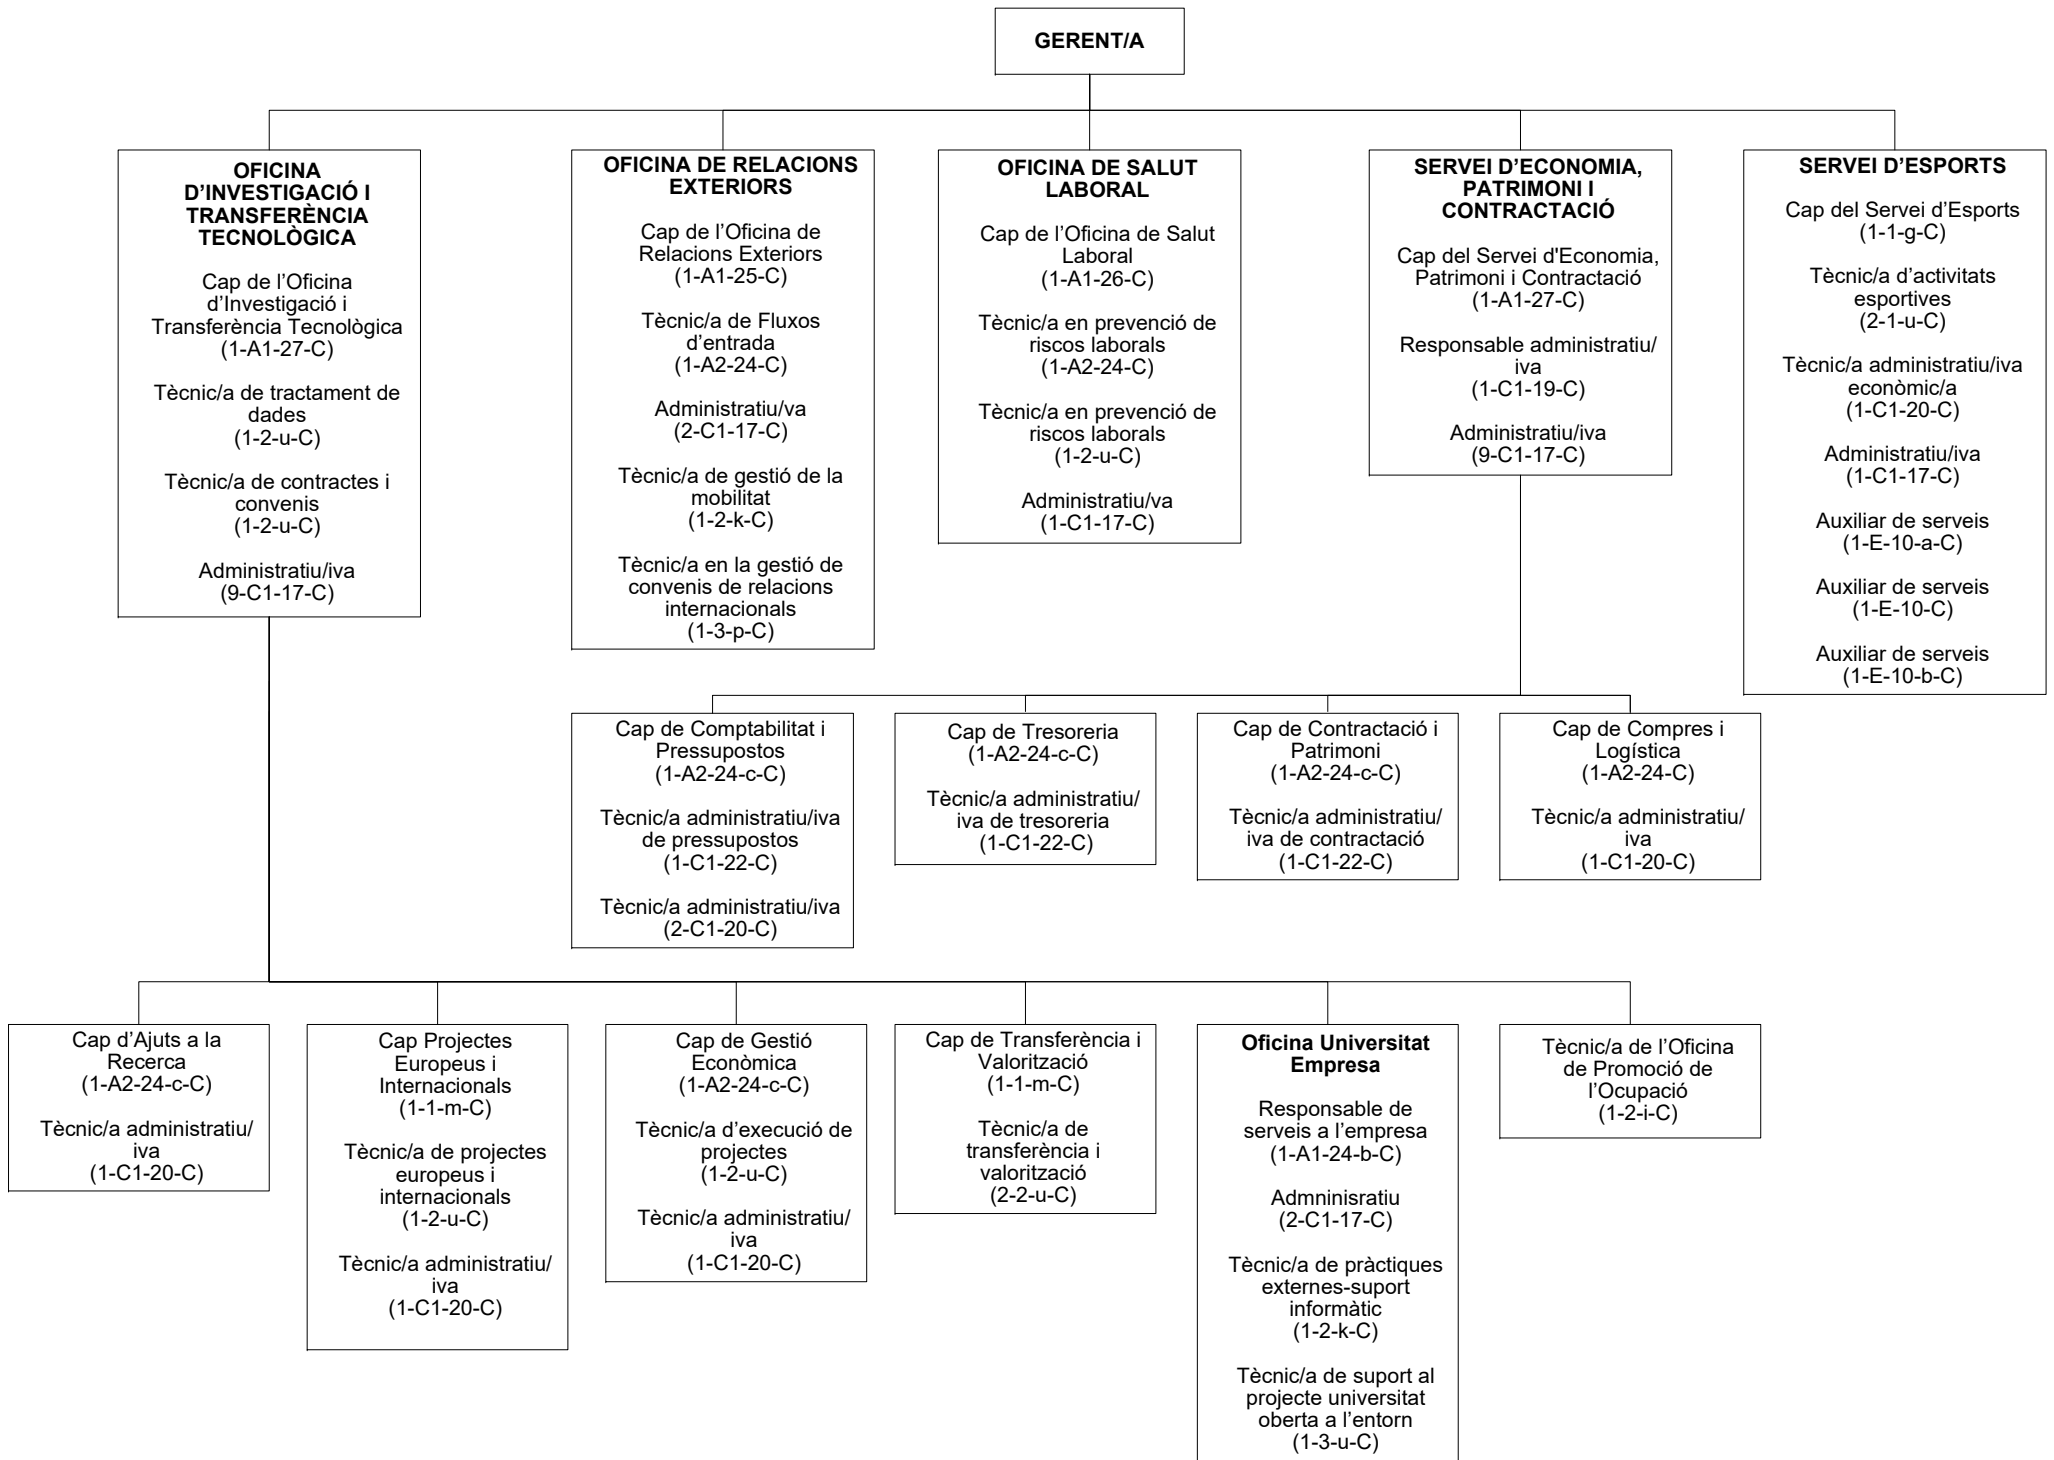 GERENT/A
OFICINA
D’INVESTIGACIÓ I
TRANSFERÈNCIA
TECNOLÒGICA
Cap de l’Oficina
d’Investigació i
Transferència Tecnològica
(1-A1-27-C)
Tècnic/a de tractament de
dades
(1-2-u-C)
Tècnic/a de contractes i
convenis
(1-2-u-C)
Administratiu/iva
(9-C1-17-C)
OFICINA DE RELACIONS
EXTERIORS
Cap de l’Oficina de
Relacions Exteriors
(1-A1-25-C)
Tècnic/a de Fluxos
d’entrada
(1-A2-24-C)
Administratiu/va
(2-C1-17-C)
Tècnic/a de gestió de la
mobilitat
(1-2-k-C)
Tècnic/a en la gestió de
convenis de relacions
internacionals
(1-3-p-C)
OFICINA DE SALUT
LABORAL
Cap de l’Oficina de Salut
Laboral
(1-A1-26-C)
Tècnic/a en prevenció de
riscos laborals
(1-A2-24-C)
Tècnic/a en prevenció de
riscos laborals
(1-2-u-C)
Administratiu/va
(1-C1-17-C)
SERVEI D’ECONOMIA,
PATRIMONI I
CONTRACTACIÓ
Cap del Servei d'Economia,
Patrimoni i Contractació
(1-A1-27-C)
Responsable administratiu/
iva
(1-C1-19-C)
Administratiu/iva
(9-C1-17-C)
SERVEI D’ESPORTS
Cap del Servei d’Esports
(1-1-g-C)
Tècnic/a d’activitats
esportives
(2-1-u-C)
Tècnic/a administratiu/iva
econòmic/a
(1-C1-20-C)
Administratiu/iva
(1-C1-17-C)
Auxiliar de serveis
(1-E-10-a-C)
Auxiliar de serveis
(1-E-10-C)
Auxiliar de serveis
(1-E-10-b-C)
Cap de Comptabilitat i
Pressupostos
(1-A2-24-c-C)
Tècnic/a administratiu/iva
de pressupostos
(1-C1-22-C)
Tècnic/a administratiu/iva
(2-C1-20-C)
Cap de Tresoreria
(1-A2-24-c-C)
Tècnic/a administratiu/
iva de tresoreria
(1-C1-22-C)
Cap de Contractació i
Patrimoni
(1-A2-24-c-C)
Tècnic/a administratiu/
iva de contractació
(1-C1-22-C)
Cap de Compres i
Logística
(1-A2-24-C)
Tècnic/a administratiu/
iva
(1-C1-20-C)
Cap d’Ajuts a la
Recerca
(1-A2-24-c-C)
Tècnic/a administratiu/
iva
(1-C1-20-C)
Cap Projectes
Europeus i
Internacionals
(1-1-m-C)
Tècnic/a de projectes
europeus i
internacionals
(1-2-u-C)
Tècnic/a administratiu/
iva
(1-C1-20-C)
Cap de Gestió
Econòmica
(1-A2-24-c-C)
Tècnic/a d’execució de
projectes
(1-2-u-C)
Tècnic/a administratiu/
iva
(1-C1-20-C)
Cap de Transferència i
Valorització
(1-1-m-C)
Tècnic/a de
transferència i
valorització
(2-2-u-C)
Oficina Universitat
Empresa
Responsable de
serveis a l’empresa
(1-A1-24-b-C)
Admninisratiu
(2-C1-17-C)
Tècnic/a de pràctiques
externes-suport
informàtic
(1-2-k-C)
Tècnic/a de suport al
projecte universitat
oberta a l’entorn
(1-3-u-C)
Tècnic/a de l’Oficina
de Promoció de
l’Ocupació
(1-2-i-C)